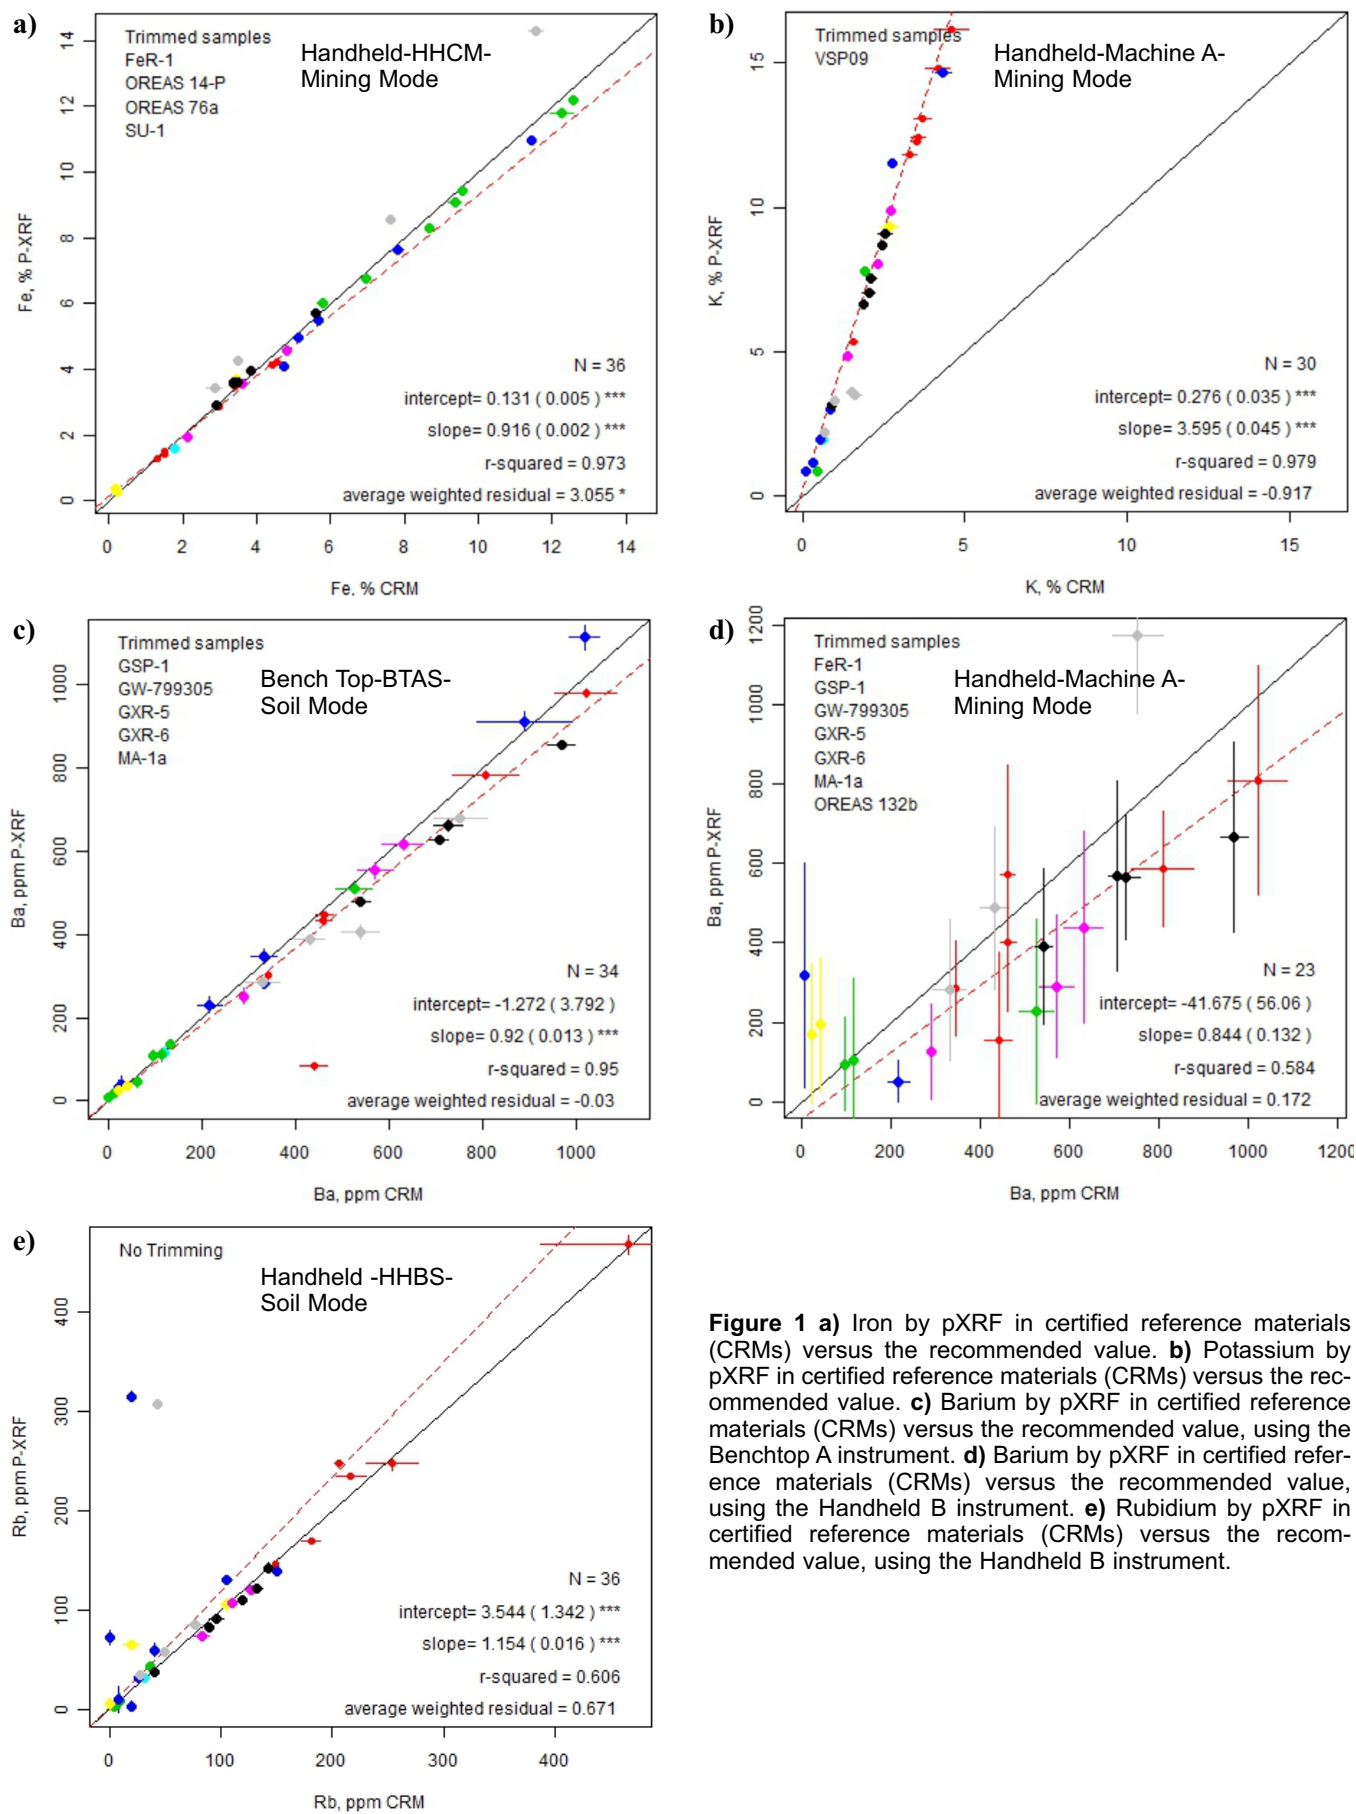 a)
Trimmed samples
FeR-1
OREAS 14-P
OREAS 76a
SU-1
Handheld-HHCM-
Mining Mode
N = 36
intercept= 0.131 ( 0.005 ) ***
slope= 0.916 ( 0.002 ) ***
r-squared = 0.973
average weighted residual = 3.055 *
0 2 4 6 8 10 12 14
Fe, % P-XRF
0 2 4 6 8 10 12 14
Fe, % CRM
b)
Trimmed samples
VSP09
Handheld-Machine A-
Mining Mode
N = 30
intercept= 0.276 ( 0.035 ) ***
slope= 3.595 ( 0.045 ) ***
r-squared = 0.979
average weighted residual = -0.917
0 5 10 15
K, % P-XRF
0 5 10 15
K, % CRM
c)
Trimmed samples
GSP-1
GW-799305
GXR-5
GXR-6
MA-1a
Bench Top-BTAS-
Soil Mode
N = 34
intercept= -1.272 ( 3.792 )
slope= 0.92 ( 0.013 ) ***
r-squared = 0.95
average weighted residual = -0.03
0 200 400 600 800 1000
Ba, ppm P-XRF
0 200 400 600 800 1000
Ba, ppm CRM
d)
Trimmed samples
FeR-1
GSP-1
GW-799305
GXR-5
GXR-6
MA-1a
OREAS 132b
Handheld-Machine A-
Mining Mode
N = 23
intercept= -41.675 ( 56.06 )
slope= 0.844 ( 0.132 )
r-squared = 0.584
average weighted residual = 0.172
0 200 400 600 800 1000 1200
Ba, ppm P-XRF
0 200 400 600 800 1000 1200
Ba, ppm CRM
e)
No Trimming
Handheld -HHBS-
Soil Mode
N = 36
intercept= 3.544 ( 1.342 ) ***
slope= 1.154 ( 0.016 ) ***
r-squared = 0.606
average weighted residual = 0.671
0 100 200 300 400
Rb, ppm P-XRF
0 100 200 300 400
Rb, ppm CRM
Figure 1 a) Iron by pXRF in certified reference materials
(CRMs) versus the recommended value. b) Potassium by
pXRF in certified reference materials (CRMs) versus the rec-
ommended value. c) Barium by pXRF in certified reference
materials (CRMs) versus the recommended value, using the
Benchtop A instrument. d) Barium by pXRF in certified refer-
ence materials (CRMs) versus the recommended value,
using the Handheld B instrument. e) Rubidium by pXRF in
certified reference materials (CRMs) versus the recom-
mended value, using the Handheld B instrument.